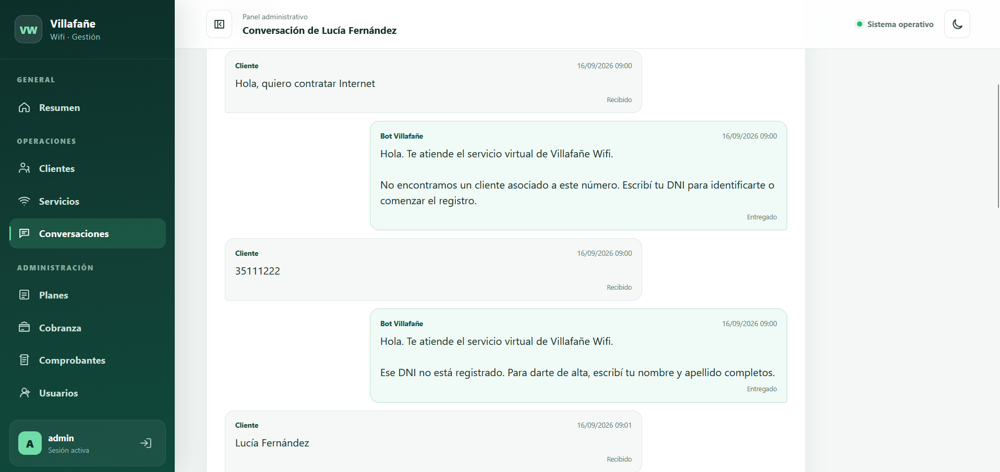 vw
Villafañe
Wifi · Gestión
GENERAL
Resumen
OPERACIONES
Clientes
Servicios
Conversaciones
ADMINISTRACIÓN
Planes
Cobranza
Comprobantes
Usuarios
A
admin
Sesión activa
Panel administrativo
Conversación de Lucía Fernández
Sistema operativo
Cliente 16/09/2026 09:00
Hola, quiero contratar Internet
Recibido
Bot Villafañe 16/09/2026 09:00
Hola. Te atiende el servicio virtual de Villafañe Wifi.
No encontramos un cliente asociado a este número. Escribí tu DNI para identificarte o
comenzar el registro.
Entregado
Cliente 16/09/2026 09:00
35111222
Recibido
Bot Villafañe 16/09/2026 09:00
Hola. Te atiende el servicio virtual de Villafañe Wifi.
Ese DNI no está registrado. Para darte de alta, escribí tu nombre y apellido completos.
Entregado
Cliente 16/09/2026 09:01
Lucía Fernández
Recibido